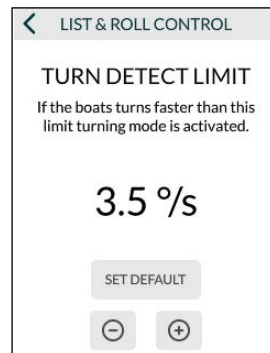 LIST & ROLL CONTROL
TURN DETECT LIMIT
If the boats turns faster than this
limit turning mode is activated.
3.5 º/s
SET DEFAULT